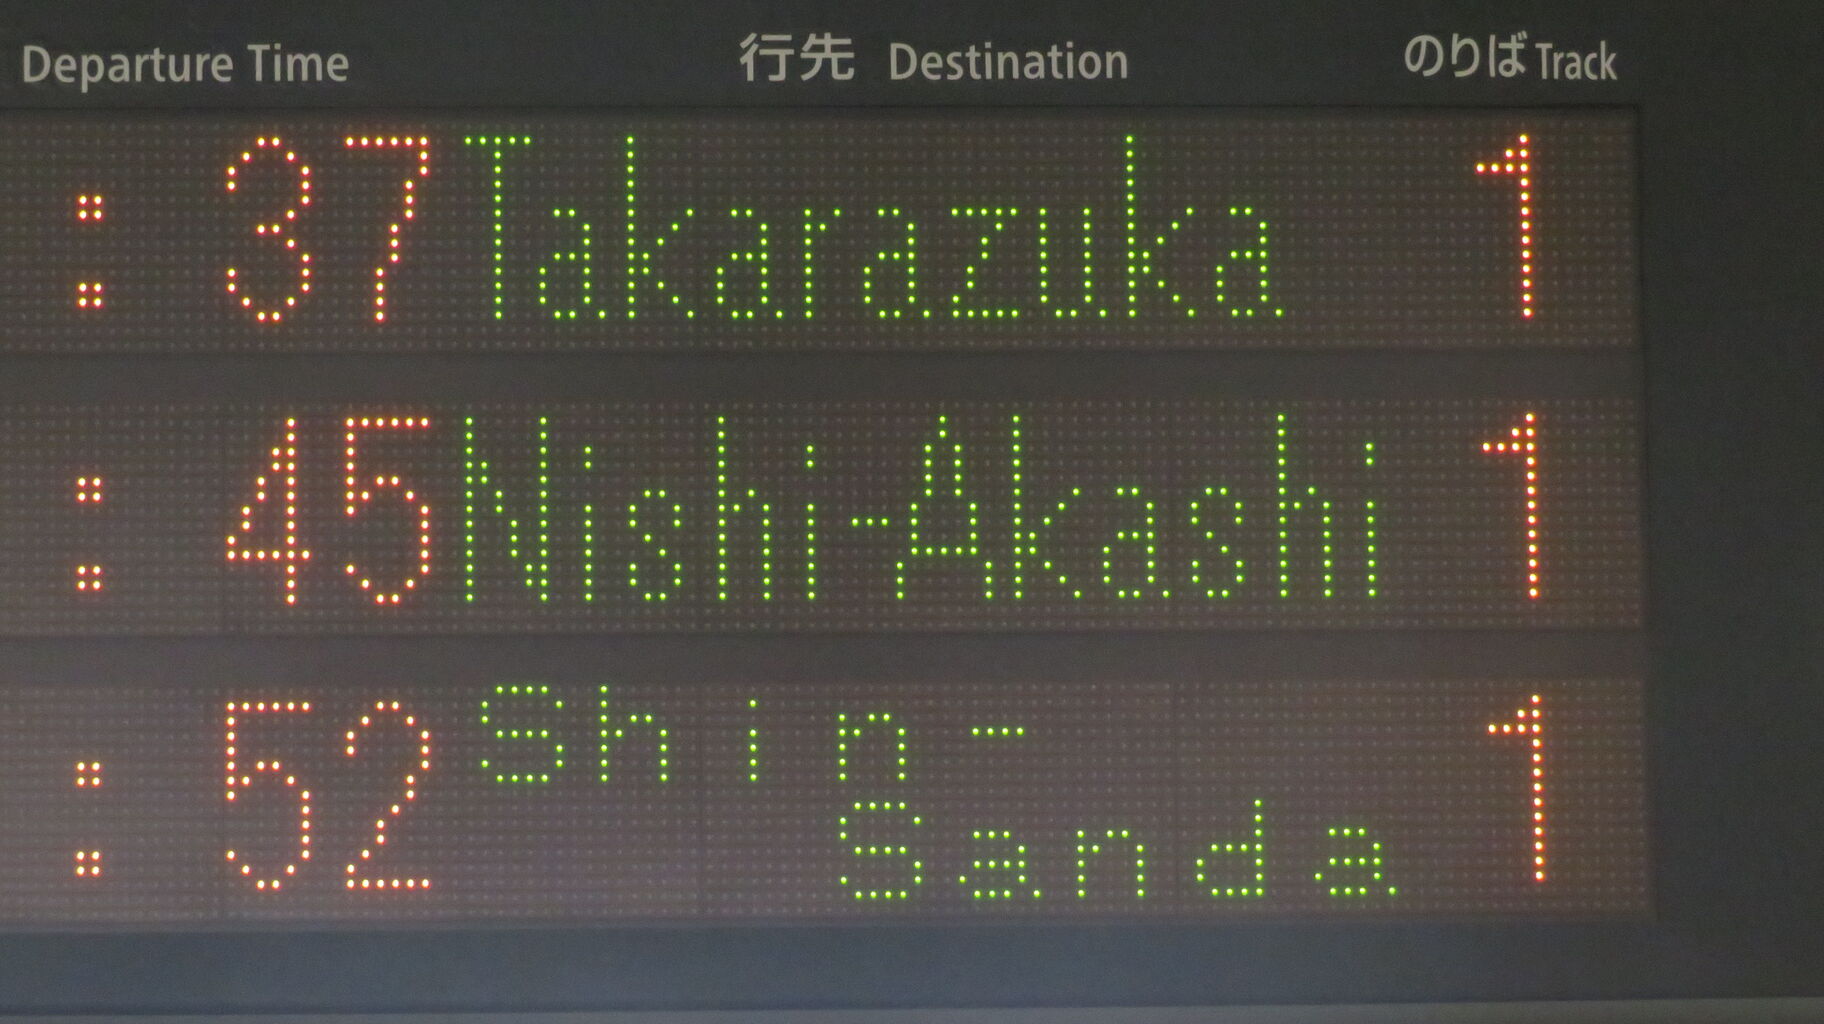 Departure Time 行先 Destination のりば Track
: 37 Takarazuka 1
: 45 Nishi-Akashi 1
: 52 Shin-
Sanda 1